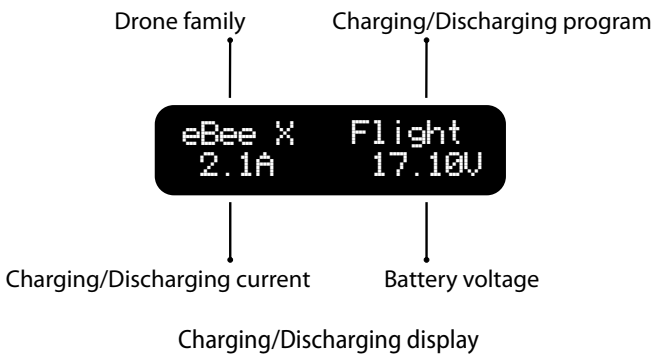 Drone family Charging/Discharging program
eBee X Flight
2.1A 17.10V
Charging/Discharging current Battery voltage
Charging/Discharging display